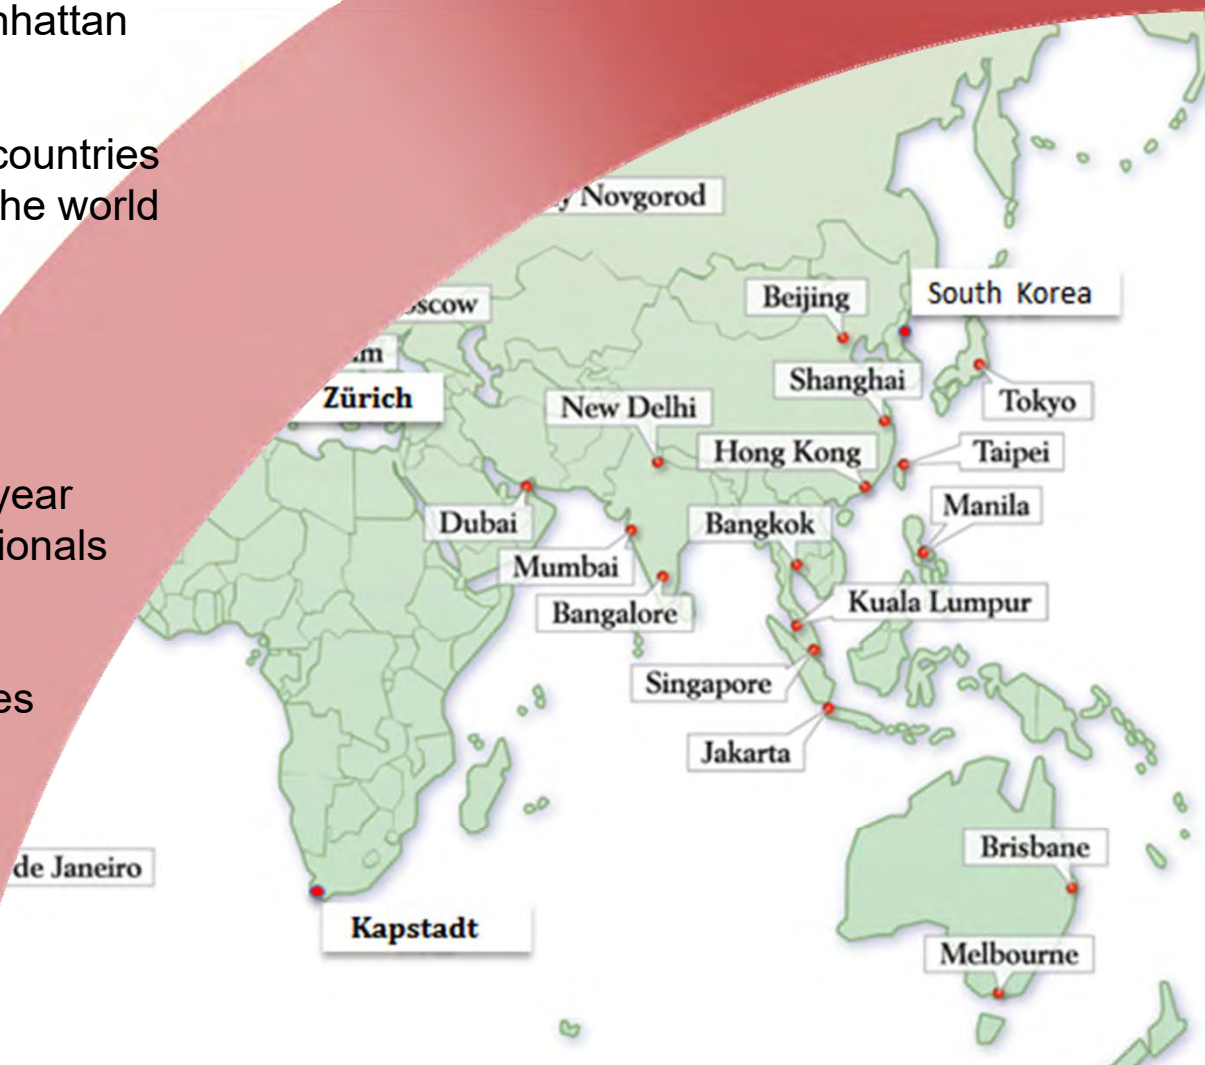 nhattan
countries
he world
y Novgorod
South Korea
Beijing
oscow
m
Shanghai
Zürich
New Delhi
Tokyo
Hong Kong
Taipei
year
Manila
Dubai
Bangkok
ionals
Mumbai
Kuala Lumpur
Bangalore
Singapore
es
Jakarta
Brisbane
de Janeiro
Kapstadt
Melbourne